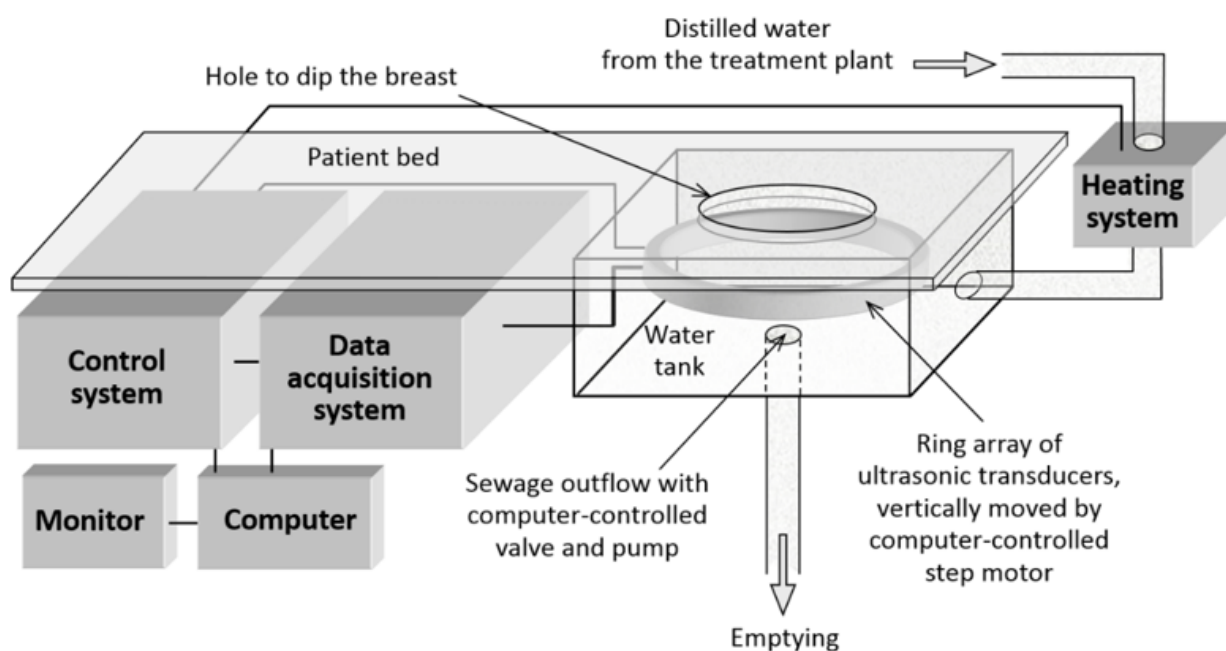 Distilled water
from the treatment plant
Hole to dip the breast
Patient bed
Heating
system
Control
system
Data
acquisition
system
Water
tank
Monitor
Computer
Sewage outflow with
computer-controlled
valve and pump
Ring array of
ultrasonic transducers,
vertically moved by
computer-controlled
step motor
Emptying